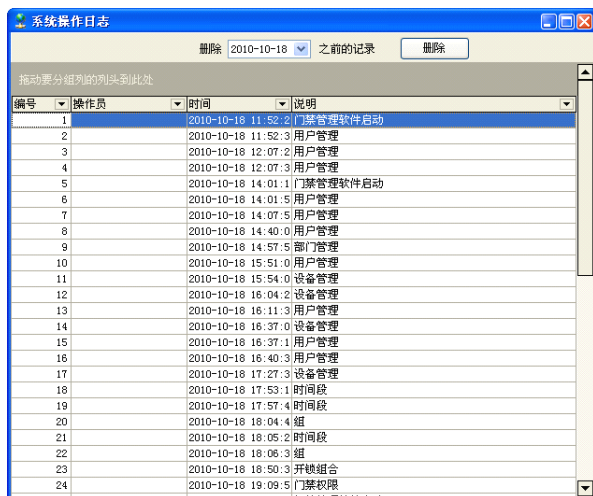 系统操作日志
删除 2010-10-18 之前的记录 删除
拖动要分组列的列头到此处
编号 操作员 时间 说明
1 2010-10-18 11:52:2 门禁管理软件启动
2 2010-10-18 11:52:3 用户管理
3 2010-10-18 12:07:2 用户管理
4 2010-10-18 12:07:3 用户管理
5 2010-10-18 14:01:1 门禁管理软件启动
6 2010-10-18 14:01:5 用户管理
7 2010-10-18 14:07:5 用户管理
8 2010-10-18 14:40:0 用户管理
9 2010-10-18 14:57:5 部门管理
10 2010-10-18 15:51:0 用户管理
11 2010-10-18 15:54:0 设备管理
12 2010-10-18 16:04:2 设备管理
13 2010-10-18 16:11:3 用户管理
14 2010-10-18 16:37:0 设备管理
15 2010-10-18 16:37:1 用户管理
16 2010-10-18 16:40:3 用户管理
17 2010-10-18 17:27:3 设备管理
18 2010-10-18 17:53:1 时间段
19 2010-10-18 17:57:4 时间段
20 2010-10-18 18:04:4 组
21 2010-10-18 18:05:2 时间段
22 2010-10-18 18:06:3 组
23 2010-10-18 18:50:3 开锁组合
24 2010-10-18 19:09:5 门禁权限